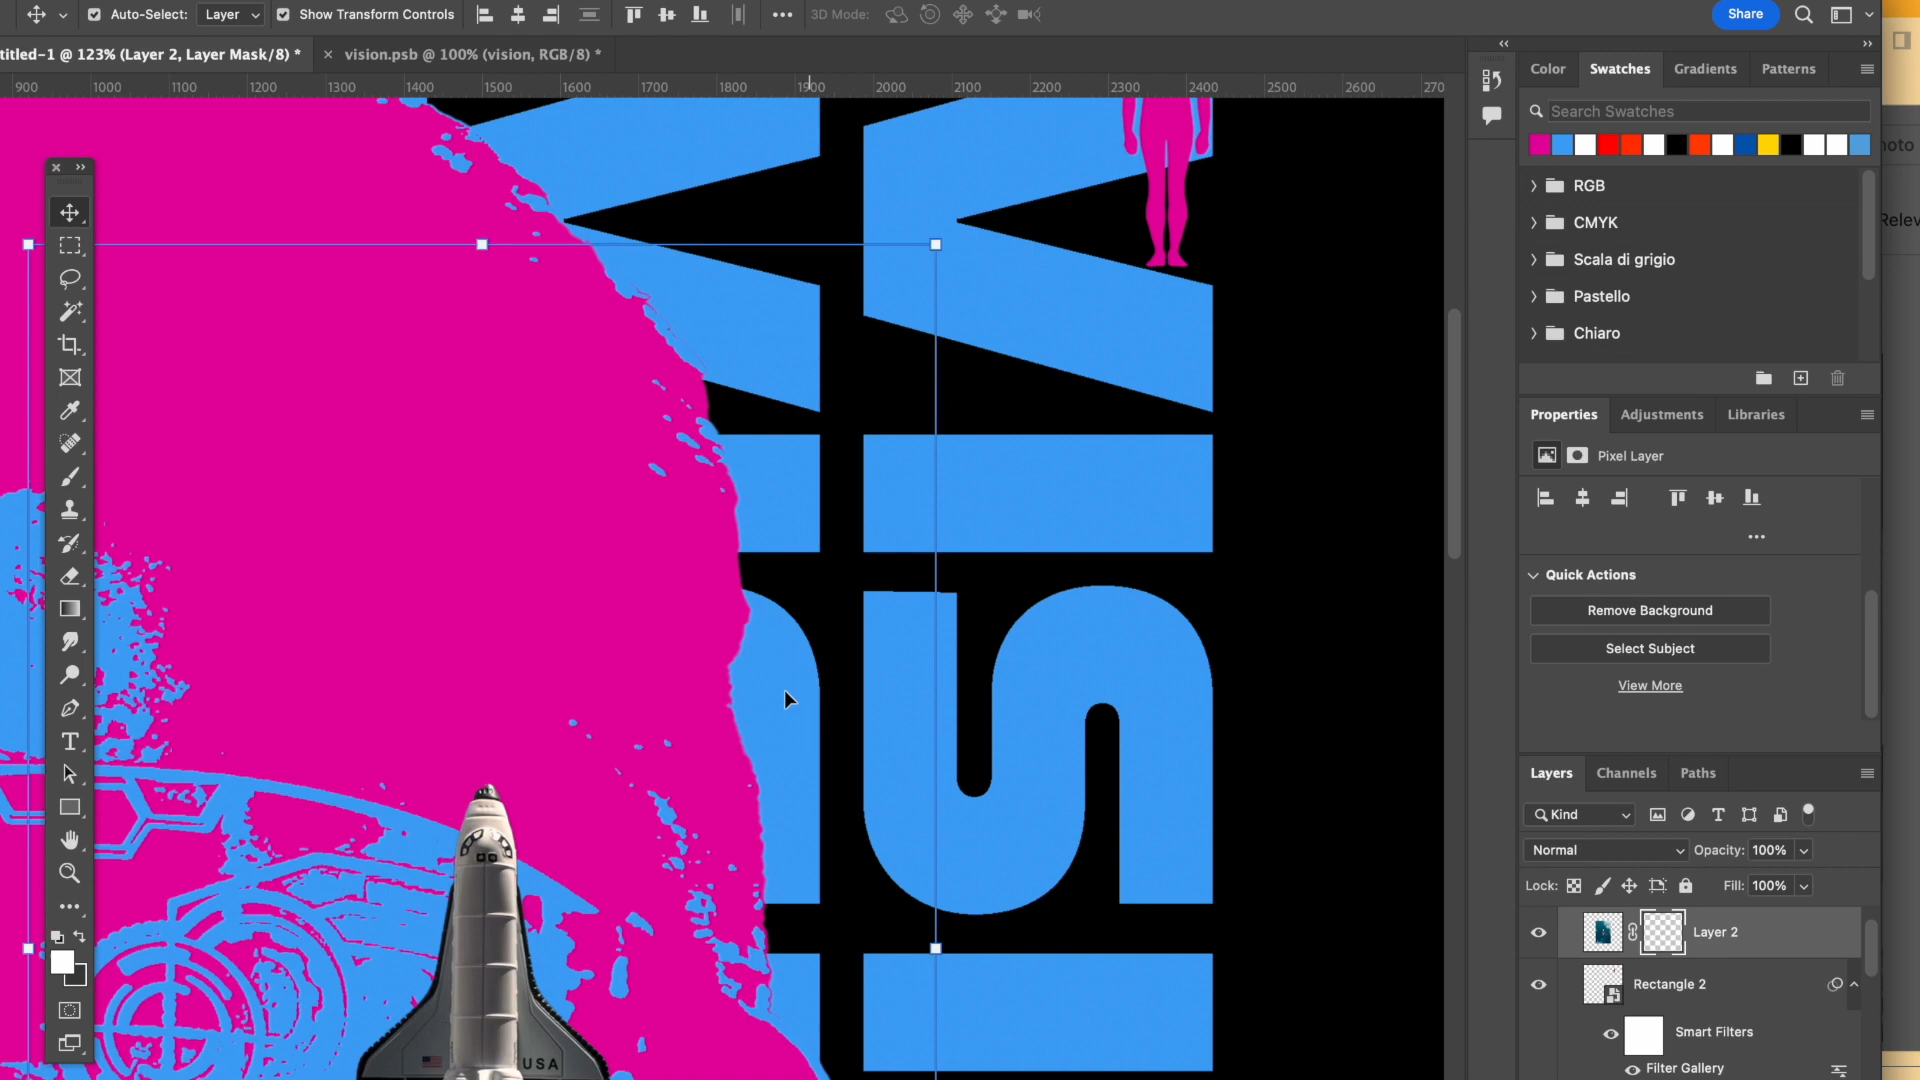 Auto-Select: Layer Show Transform Controls 3D Mode: Share
titled-1 @ 123% (Layer 2, Layer Mask/8) * vision.psb @ 100% (vision, RGB/8) *
900 1000 1100 1200 1300 1400 1500 1600 1700 1800 1900 2000 2100 2200 2300 2400 2500 2600 270
Color Swatches Gradients Patterns
Search Swatches
oto
RGB
CMYK
Relev
Scala di grigio
Pastello
Chiaro
Properties Adjustments Libraries
Pixel Layer
Quick Actions
Remove Background
Select Subject
View More
Layers Channels Paths
Kind
Normal Opacity: 100%
Lock: Fill: 100%
Layer 2
Rectangle 2
Smart Filters
Filter Gallery
USA